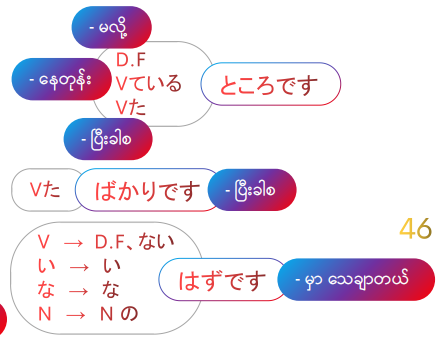 - မလို့
D.F
- နေတုန်း Vている ところです
Vた
- ပြီးခါစ
Vた ばかりです - ပြီးခါစ
46
V → D.F、ない
い → い
な → な はずです - မှာ သေချာတယ်
N → N の